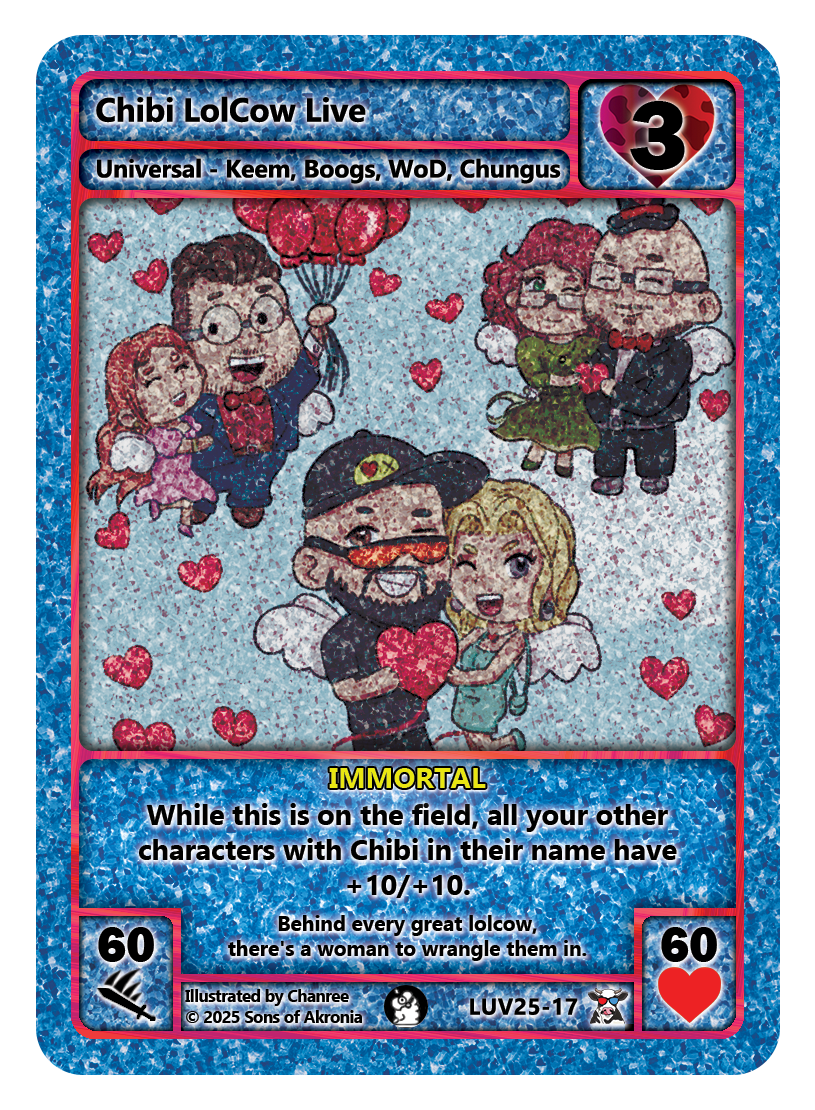 Chibi LolCow Live
3
Universal - Keem, Boogs, WoD, Chungus
IMMORTAL
While this is on the field, all your other
characters with Chibi in their name have
+10/+10.
Behind every great lolcow,
there's a woman to wrangle them in.
60
60
Illustrated by Chanree
© 2025 Sons of Akronia
LUV25-17